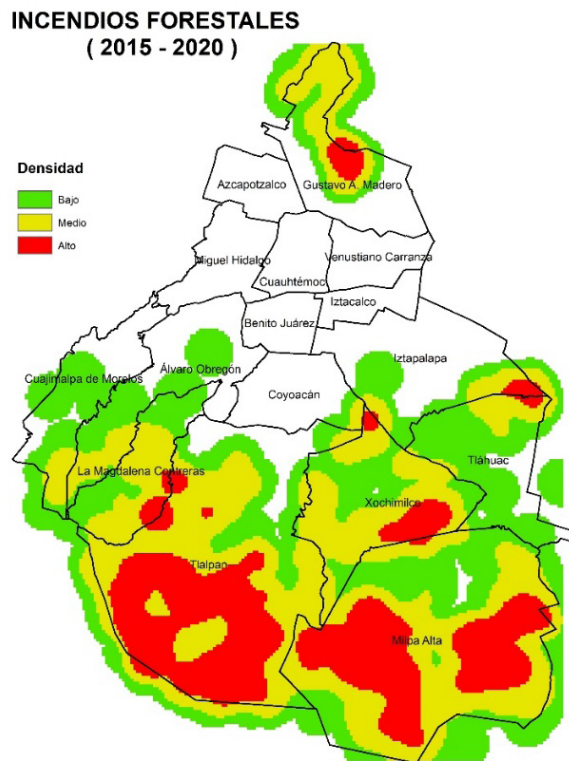 INCENDIOS FORESTALES
( 2015 - 2020 )
Densidad
Bajo
Medio
Alto
Azcapotzalco
Gustavo A. Madero
Miguel Hidalgo
Venustiano Carranza
Cuauhtémoc
Iztacalco
Benito Juárez
Iztapalapa
Cuajimalpa de Morelos
Álvaro Obregón
Coyoacán
Tláhuac
La Magdalena Contreras
Xochimilco
Tlalpan
Milpa Alta